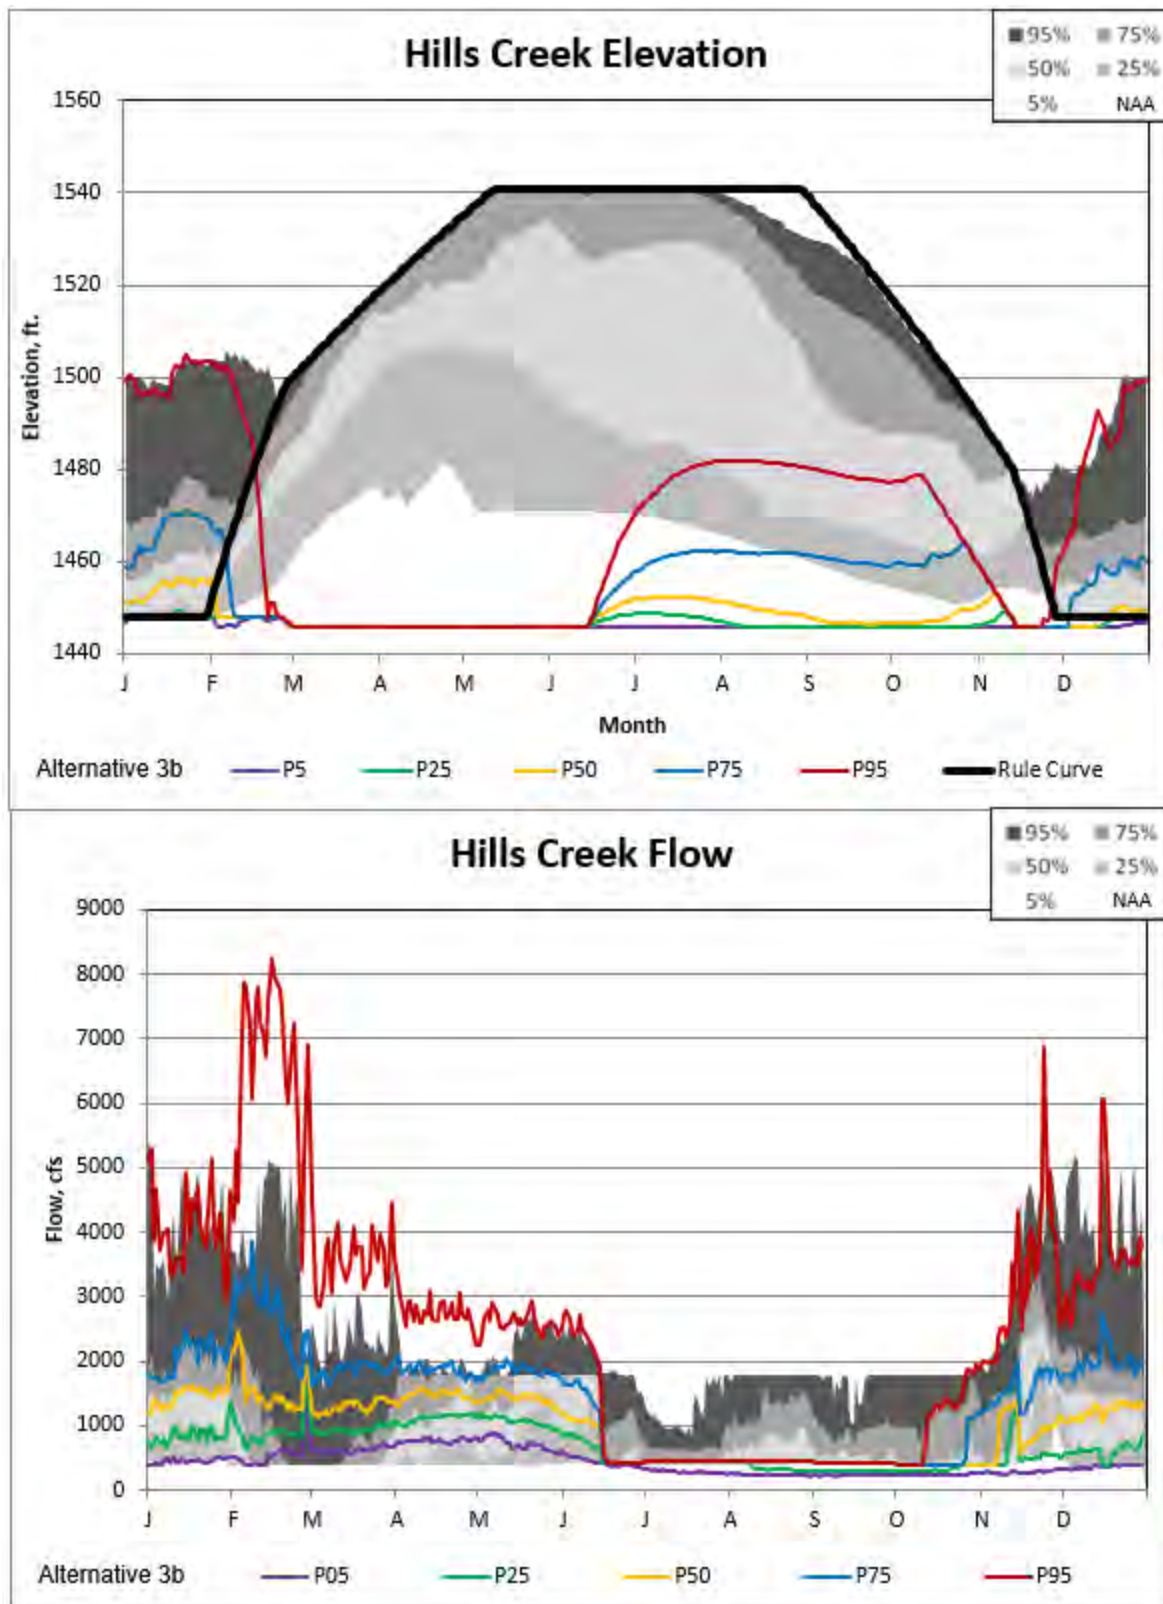 Hills Creek Elevation
95% 75%
50% 25%
5% NAA
1560
1540
1520
1500
1480
1460
1440
Elevation, ft.
J F M A M J J A S O N D
Month
Alternative 3b P5 P25 P50 P75 P95 Rule Curve
Hills Creek Flow
95% 75%
50% 25%
5% NAA
9000
8000
7000
6000
5000
4000
3000
2000
1000
0
Flow, cfs
J F M A M J J A S O N D
Alternative 3b P05 P25 P50 P75 P95